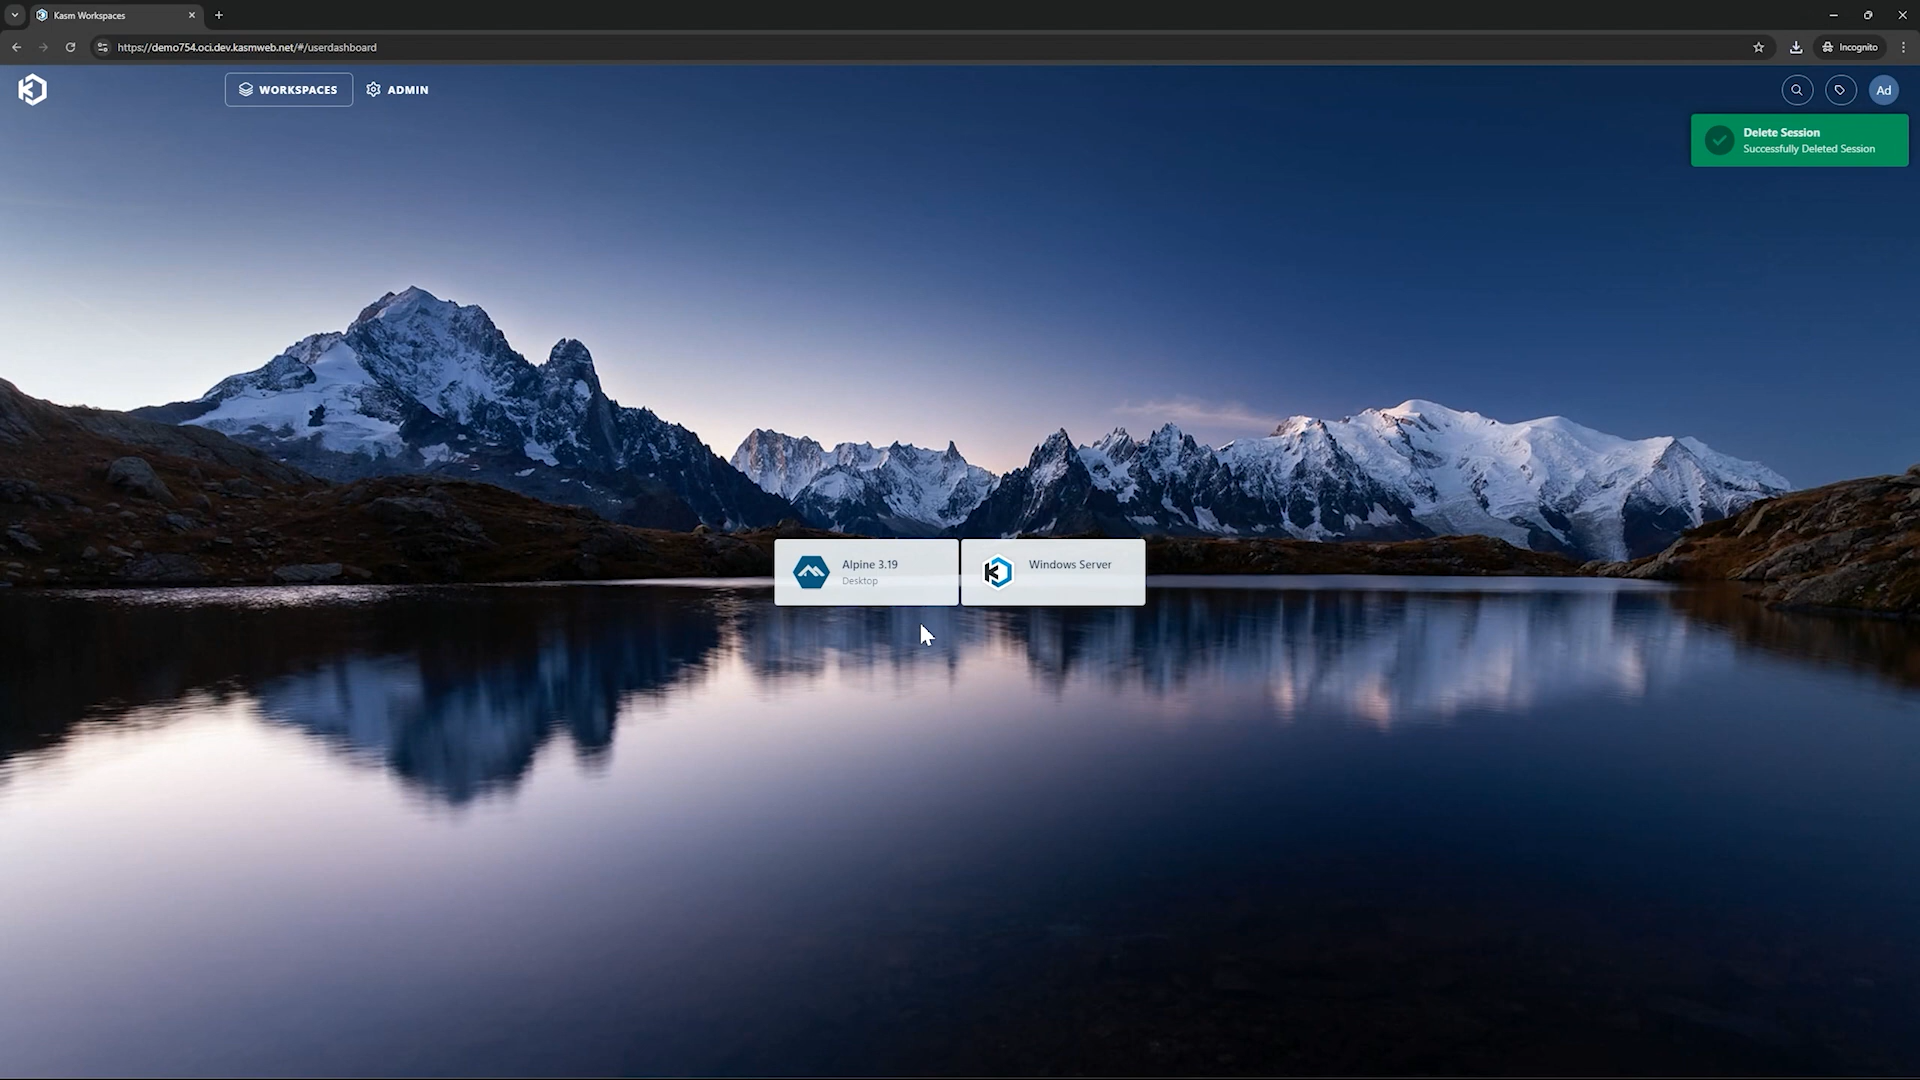 Kasm Workspaces
https://demo754.oci.dev.kasmweb.net/#/userdashboard
Incognito
WORKSPACES
ADMIN
Ad
Delete Session
Successfully Deleted Session
Alpine 3.19
Desktop
Windows Server